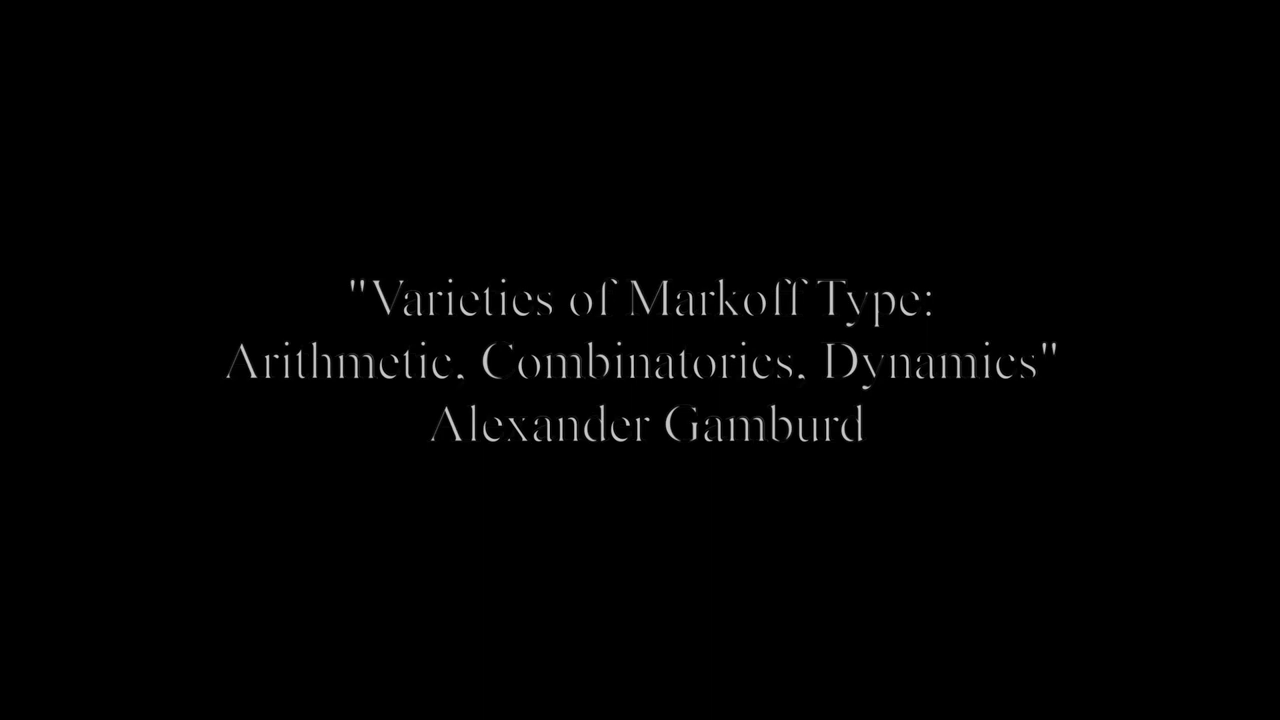 "Varieties of Markoff Type:
Arithmetic, Combinatorics, Dynamics"
Alexander Gamburd